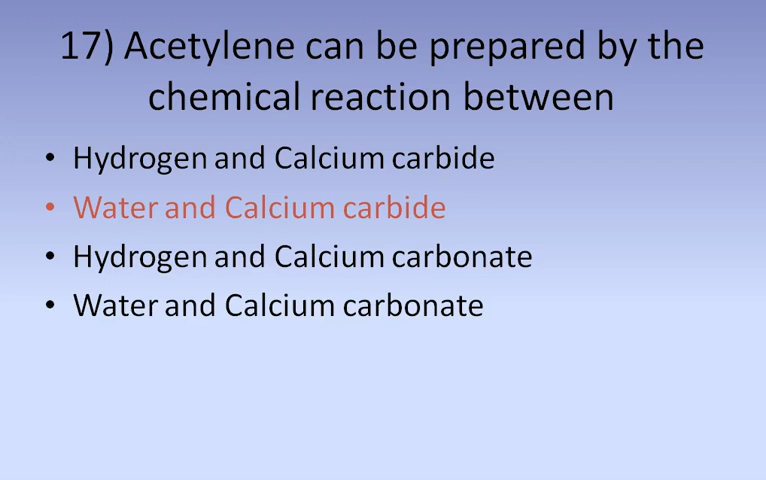 17) Acetylene can be prepared by the
chemical reaction between
• Hydrogen and Calcium carbide
• Water and Calcium carbide
• Hydrogen and Calcium carbonate
• Water and Calcium carbonate